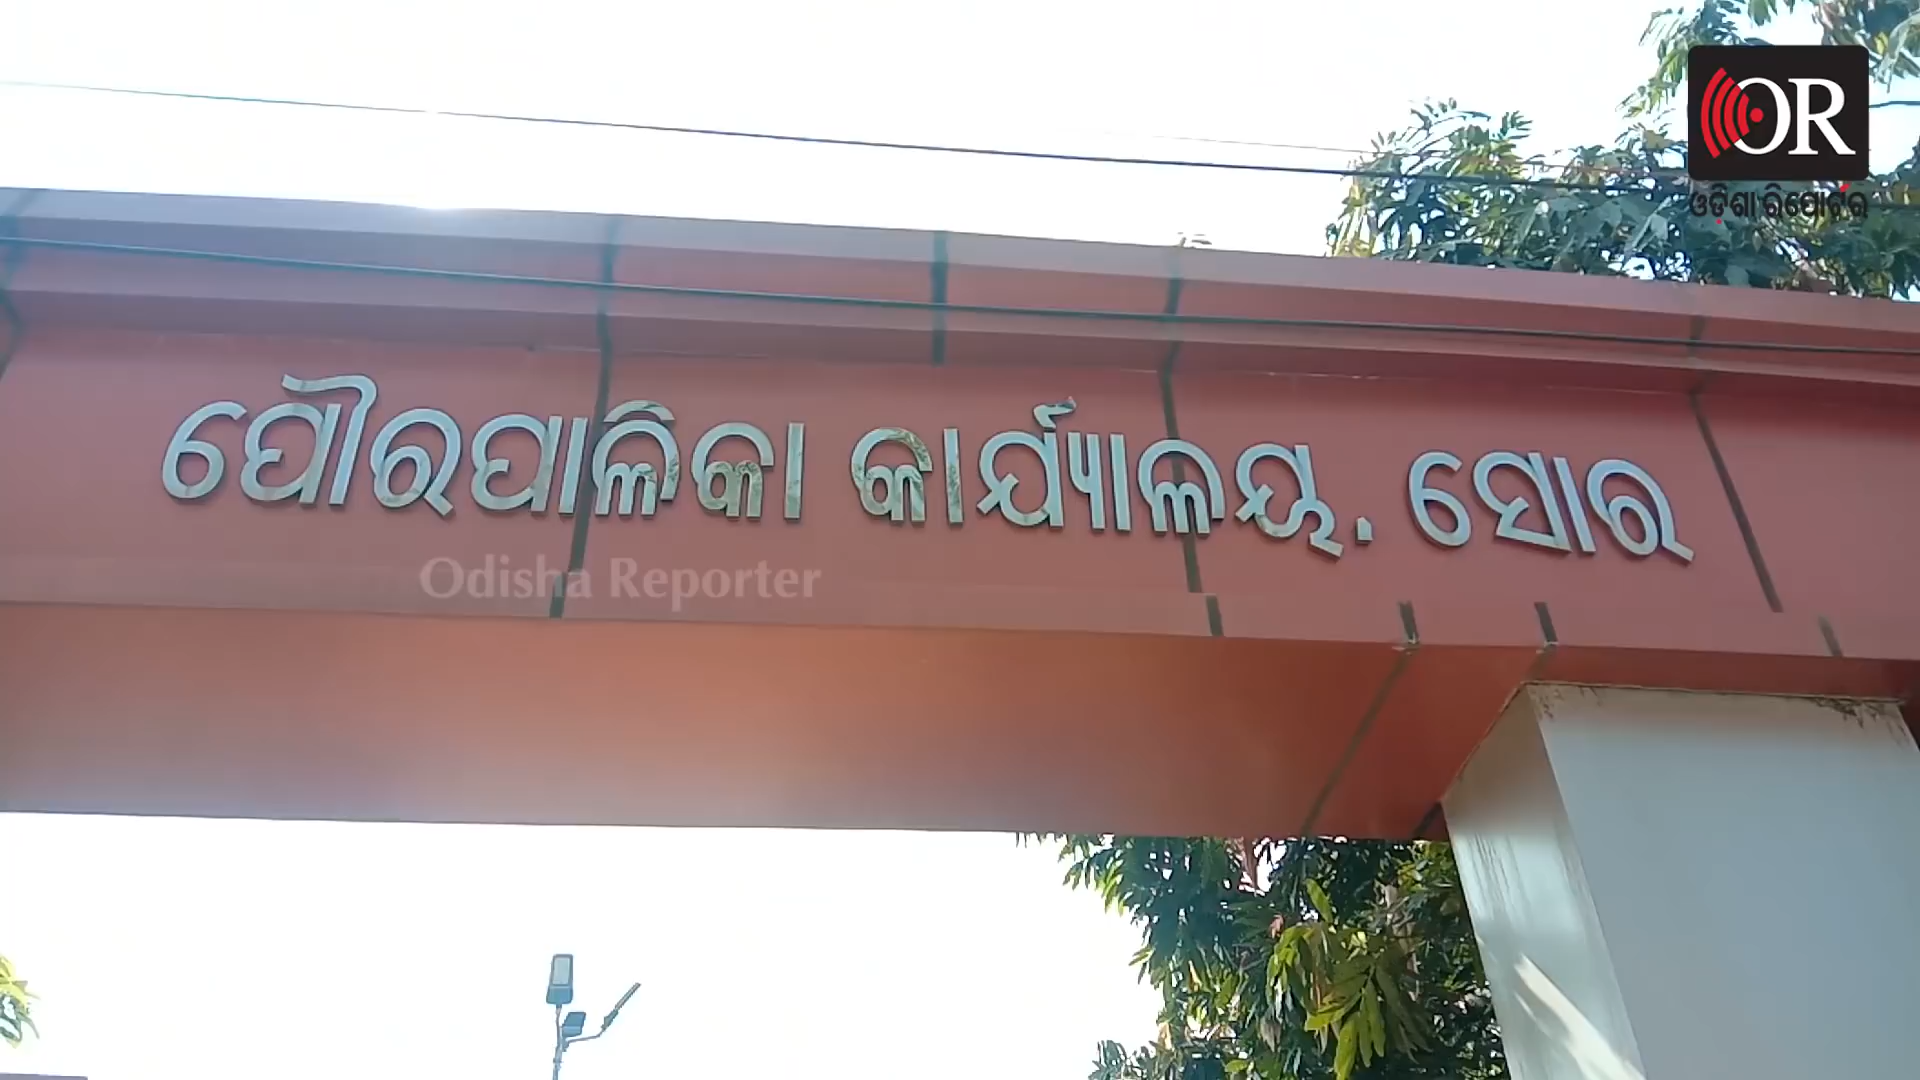 OR
ଓଡ଼ିଶା ରିପୋର୍ଟର
ପୌରପାଳିକା କାର୍ଯ୍ୟାଳୟ. ସୋର
Odisha Reporter